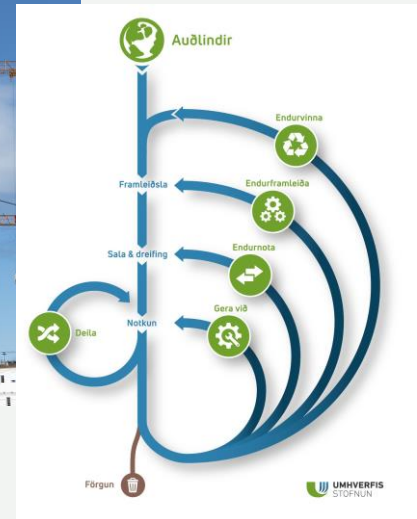 Auðlindir
Endurvinna
Framleiðsla
Endurframleiða
Sala & dreifing
Endurnota
Gera við
Notkun
Deila
Förgun
UMHVERFIS
STOFNUN